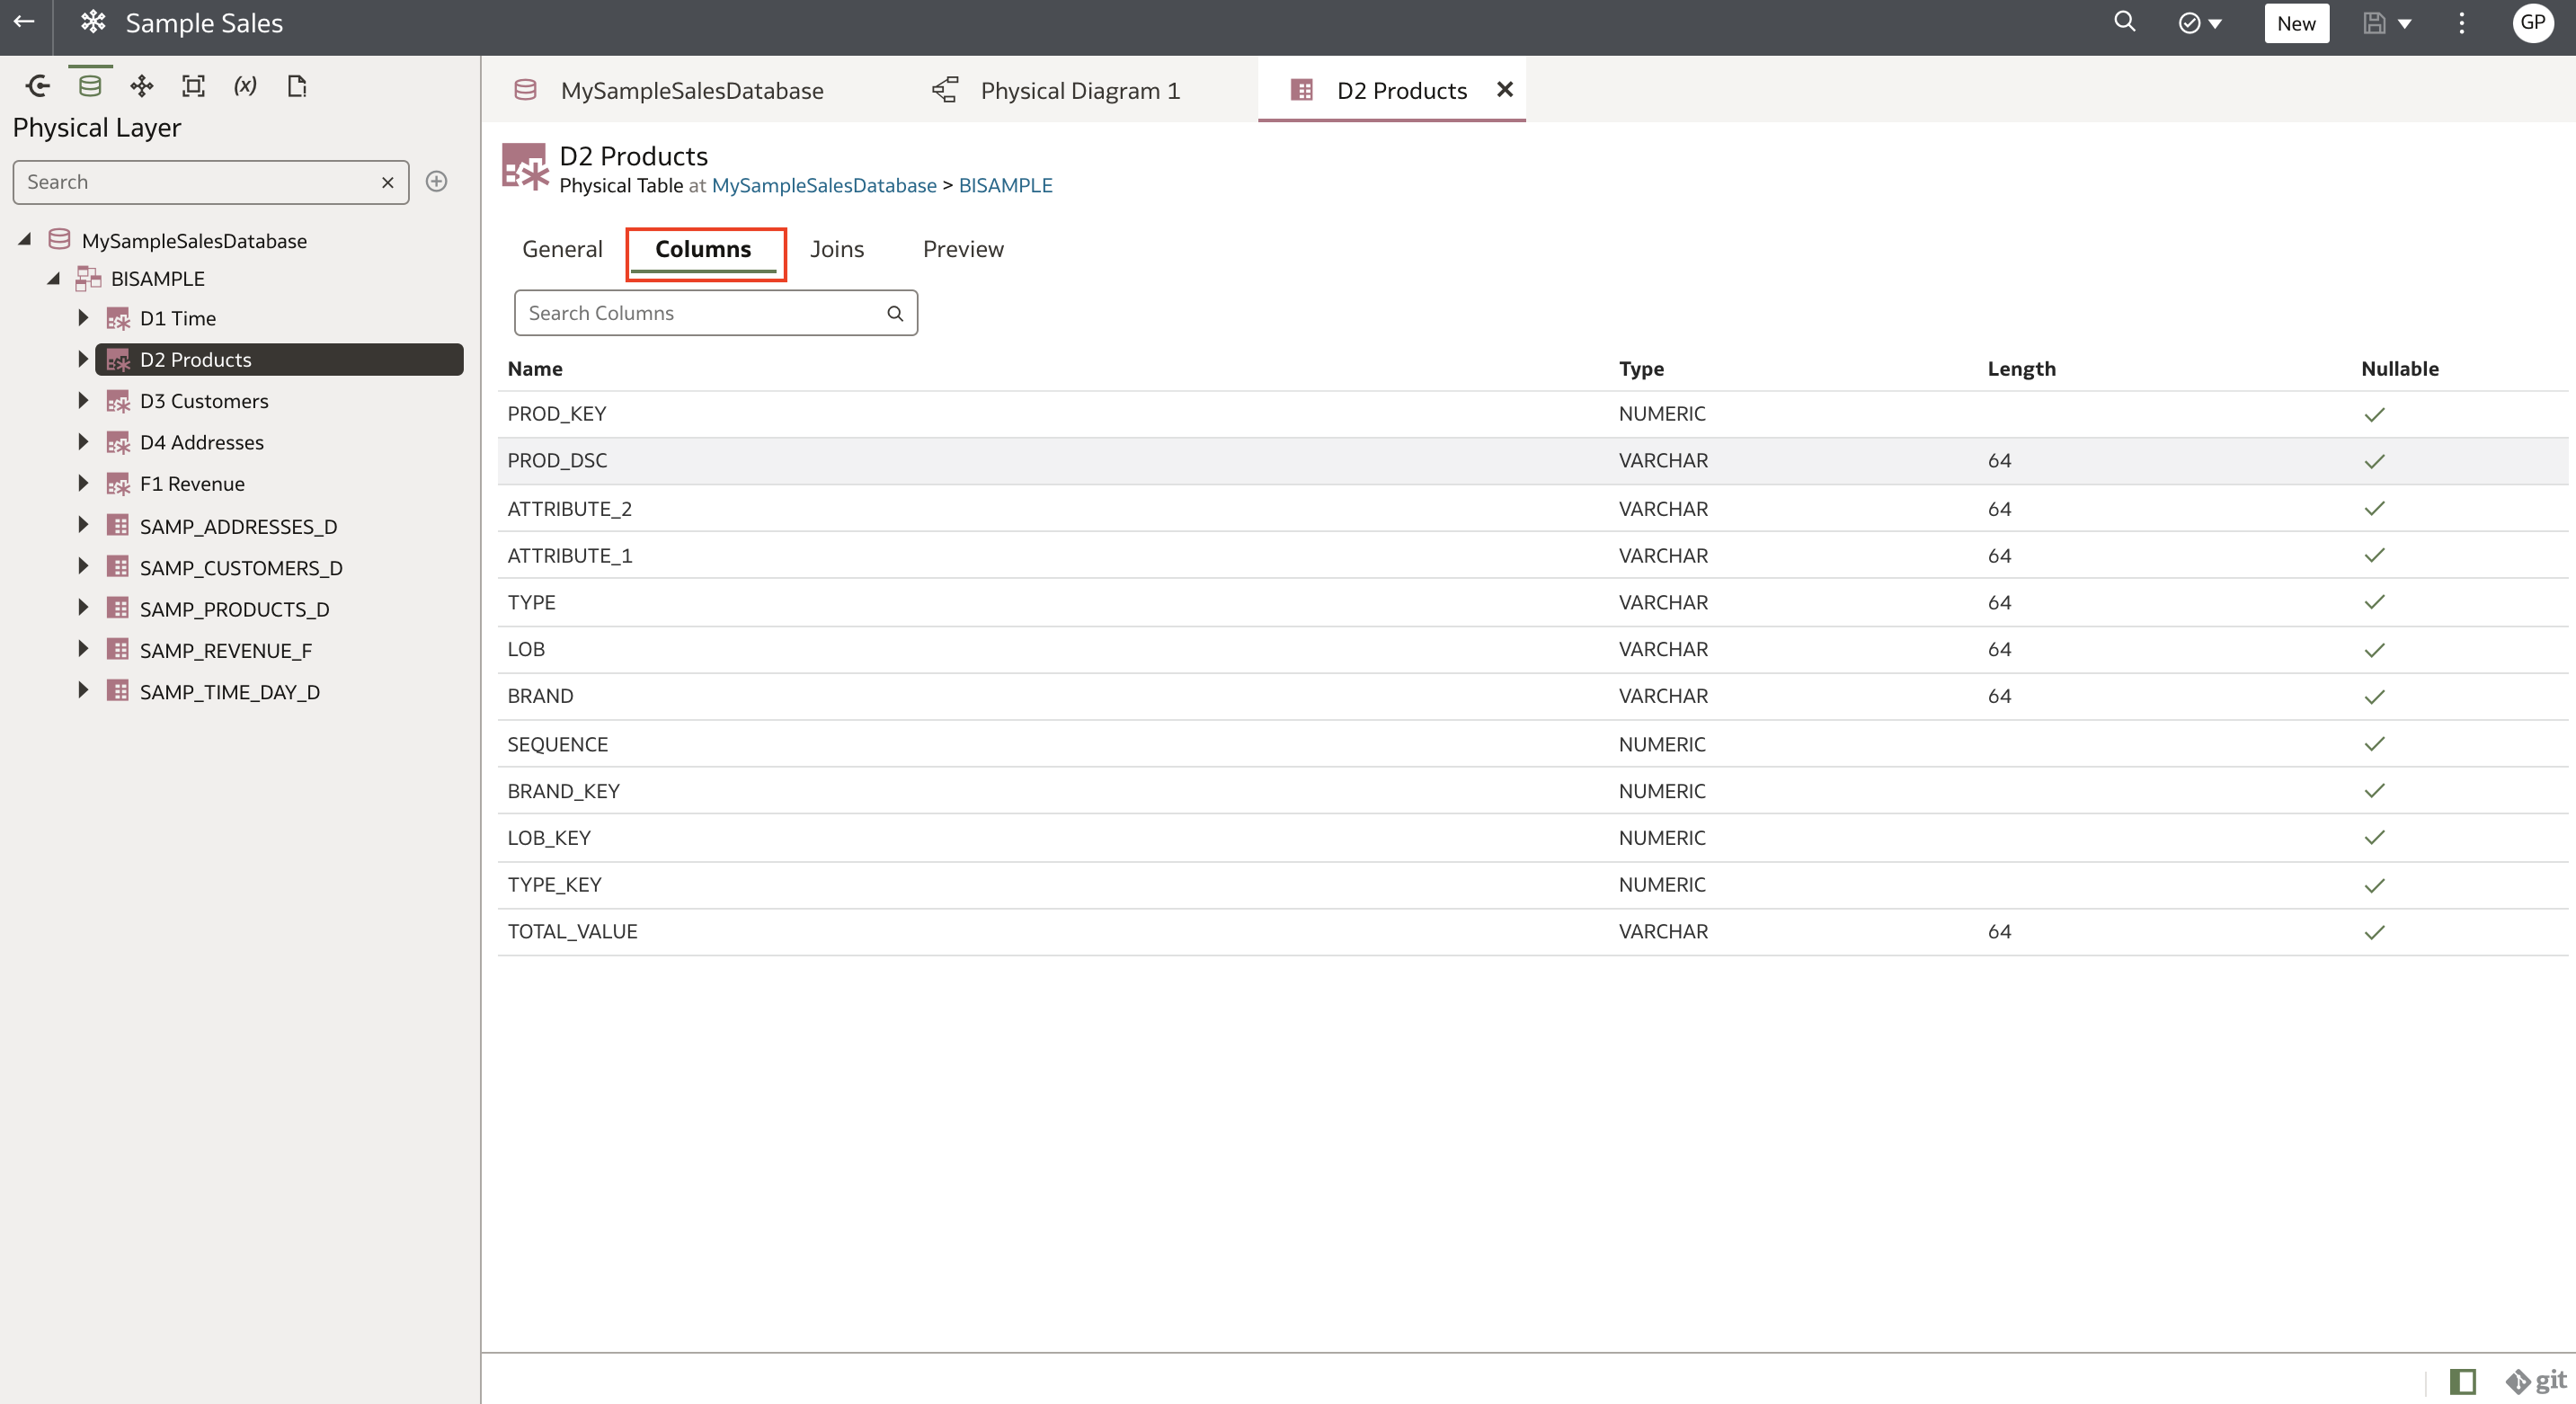 Sample Sales
New
GP
(x)
Physical Layer
Search
MySampleSalesDatabase
BISAMPLE
D1 Time
D2 Products
D3 Customers
D4 Addresses
F1 Revenue
SAMP_ADDRESSES_D
SAMP_CUSTOMERS_D
SAMP_PRODUCTS_D
SAMP_REVENUE_F
SAMP_TIME_DAY_D
MySampleSalesDatabase Physical Diagram 1 D2 Products
D2 Products
Physical Table at MySampleSalesDatabase > BISAMPLE
General Columns Joins Preview
Search Columns
Name Type Length Nullable
PROD_KEY NUMERIC
PROD_DSC VARCHAR 64
ATTRIBUTE_2 VARCHAR 64
ATTRIBUTE_1 VARCHAR 64
TYPE VARCHAR 64
LOB VARCHAR 64
BRAND VARCHAR 64
SEQUENCE NUMERIC
BRAND_KEY NUMERIC
LOB_KEY NUMERIC
TYPE_KEY NUMERIC
TOTAL_VALUE VARCHAR 64
git